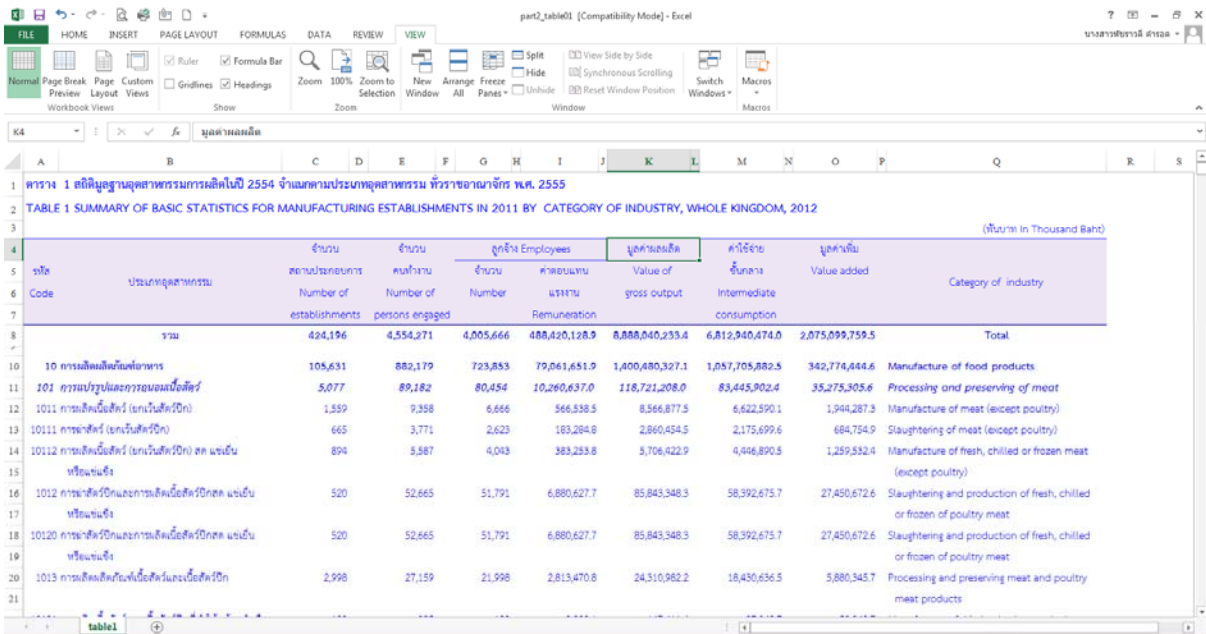 part2_table01 [Compatibility Mode] - Excel
FILE HOME INSERT PAGE LAYOUT FORMULAS DATA REVIEW VIEW
Normal Page Break Preview Page Layout Custom Views
Workbook Views
Ruler Formula Bar
Gridlines Headings
Show
Zoom 100% Zoom to Selection
Zoom
New Window Arrange All Freeze Panes
Split
Hide
Unhide
View Side by Side
Synchronous Scrolling
Reset Window Position
Window
Switch Windows
Macros
Macros
K4 fx มูลค่าผลผลิต
A B C D E F G H I J K L M N O P Q R S
1 ตาราง 1 สถิติมูลฐานอุตสาหกรรมการผลิตในปี 2554 จำแนกตามประเภทอุตสาหกรรม ทั่วราชอาณาจักร พ.ศ. 2555
2 TABLE 1 SUMMARY OF BASIC STATISTICS FOR MANUFACTURING ESTABLISHMENTS IN 2011 BY CATEGORY OF INDUSTRY, WHOLE KINGDOM, 2012
3 (พันบาท In Thousand Baht)
4 จำนวน จำนวน ลูกจ้าง Employees มูลค่าผลผลิต ค่าใช้จ่าย มูลค่าเพิ่ม
5 รหัส ประเภทอุตสาหกรรม สถานประกอบการ คนทำงาน จำนวน ค่าตอบแทน Value of ขั้นกลาง Value added Category of industry
6 Code Number of Number of Number แรงงาน gross output Intermediate
7 establishments persons engaged Remuneration consumption
8 รวม 424,196 4,554,271 4,005,666 488,420,128.9 8,888,040,233.4 6,812,940,474.0 2,075,099,759.5 Total
10 10 การผลิตผลิตภัณฑ์อาหาร 105,631 882,179 723,853 79,061,651.9 1,400,480,327.1 1,057,705,882.5 342,774,444.6 Manufacture of food products
11 101 การแปรรูปและการถนอมเนื้อสัตว์ 5,077 89,182 80,454 10,260,637.0 118,721,208.0 83,445,902.4 35,275,305.6 Processing and preserving of meat
12 1011 การผลิตเนื้อสัตว์ (ยกเว้นสัตว์ปีก) 1,559 9,358 6,666 566,538.5 8,566,877.5 6,622,590.1 1,944,287.3 Manufacture of meat (except poultry)
13 10111 การฆ่าสัตว์ (ยกเว้นสัตว์ปีก) 665 3,771 2,623 183,284.8 2,860,454.5 2,175,699.6 684,754.9 Slaughtering of meat (except poultry)
14 10112 การผลิตเนื้อสัตว์ (ยกเว้นสัตว์ปีก) สด แช่เย็น 894 5,587 4,043 383,253.8 5,706,422.9 4,446,890.5 1,259,532.4 Manufacture of fresh, chilled or frozen meat
15 หรือแช่แข็ง (except poultry)
16 1012 การฆ่าสัตว์ปีกและการผลิตเนื้อสัตว์ปีกสด แช่เย็น 520 52,665 51,791 6,880,627.7 85,843,348.3 58,392,675.7 27,450,672.6 Slaughtering and production of fresh, chilled
17 หรือแช่แข็ง or frozen of poultry meat
18 10120 การฆ่าสัตว์ปีกและการผลิตเนื้อสัตว์ปีกสด แช่เย็น 520 52,665 51,791 6,880,627.7 85,843,348.3 58,392,675.7 27,450,672.6 Slaughtering and production of fresh, chilled
19 หรือแช่แข็ง or frozen of poultry meat
20 1013 การผลิตผลิตภัณฑ์เนื้อสัตว์และเนื้อสัตว์ปีก 2,998 27,159 21,998 2,813,470.8 24,310,982.2 18,430,636.5 5,880,345.7 Processing and preserving meat and poultry
21 meat products
table1